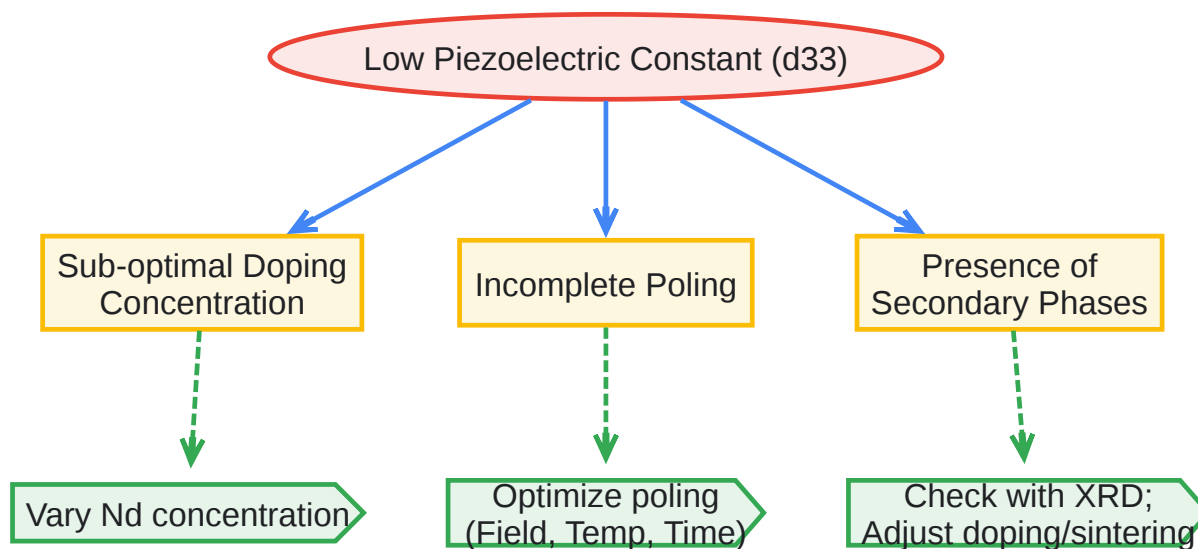 Low Piezoelectric Constant (d33)
Sub-optimal Doping
Concentration
Incomplete Poling
Presence of
Secondary Phases
Vary Nd concentration
Optimize poling
(Field, Temp, Time)
Check with XRD;
Adjust doping/sintering